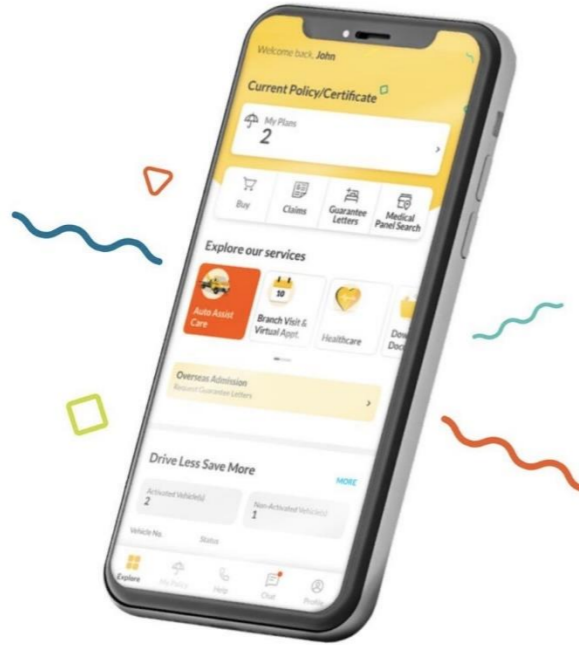 Welcome back, John
Current Policy/Certificate
My Plans
2
Buy
Claims
Guarantee
Letters
Medical
Panel Search
Explore our services
Auto Assist
Care
10
Branch Visit &
Virtual Appt.
Healthcare
Dow
Doc
Overseas Admission
Request Guarantee Letters
Drive Less Save More
MORE
Activated Vehicle(s)
2
Non-Activated Vehicle(s)
1
Vehicle No.
Status
Explore
Help
Chat
Profile